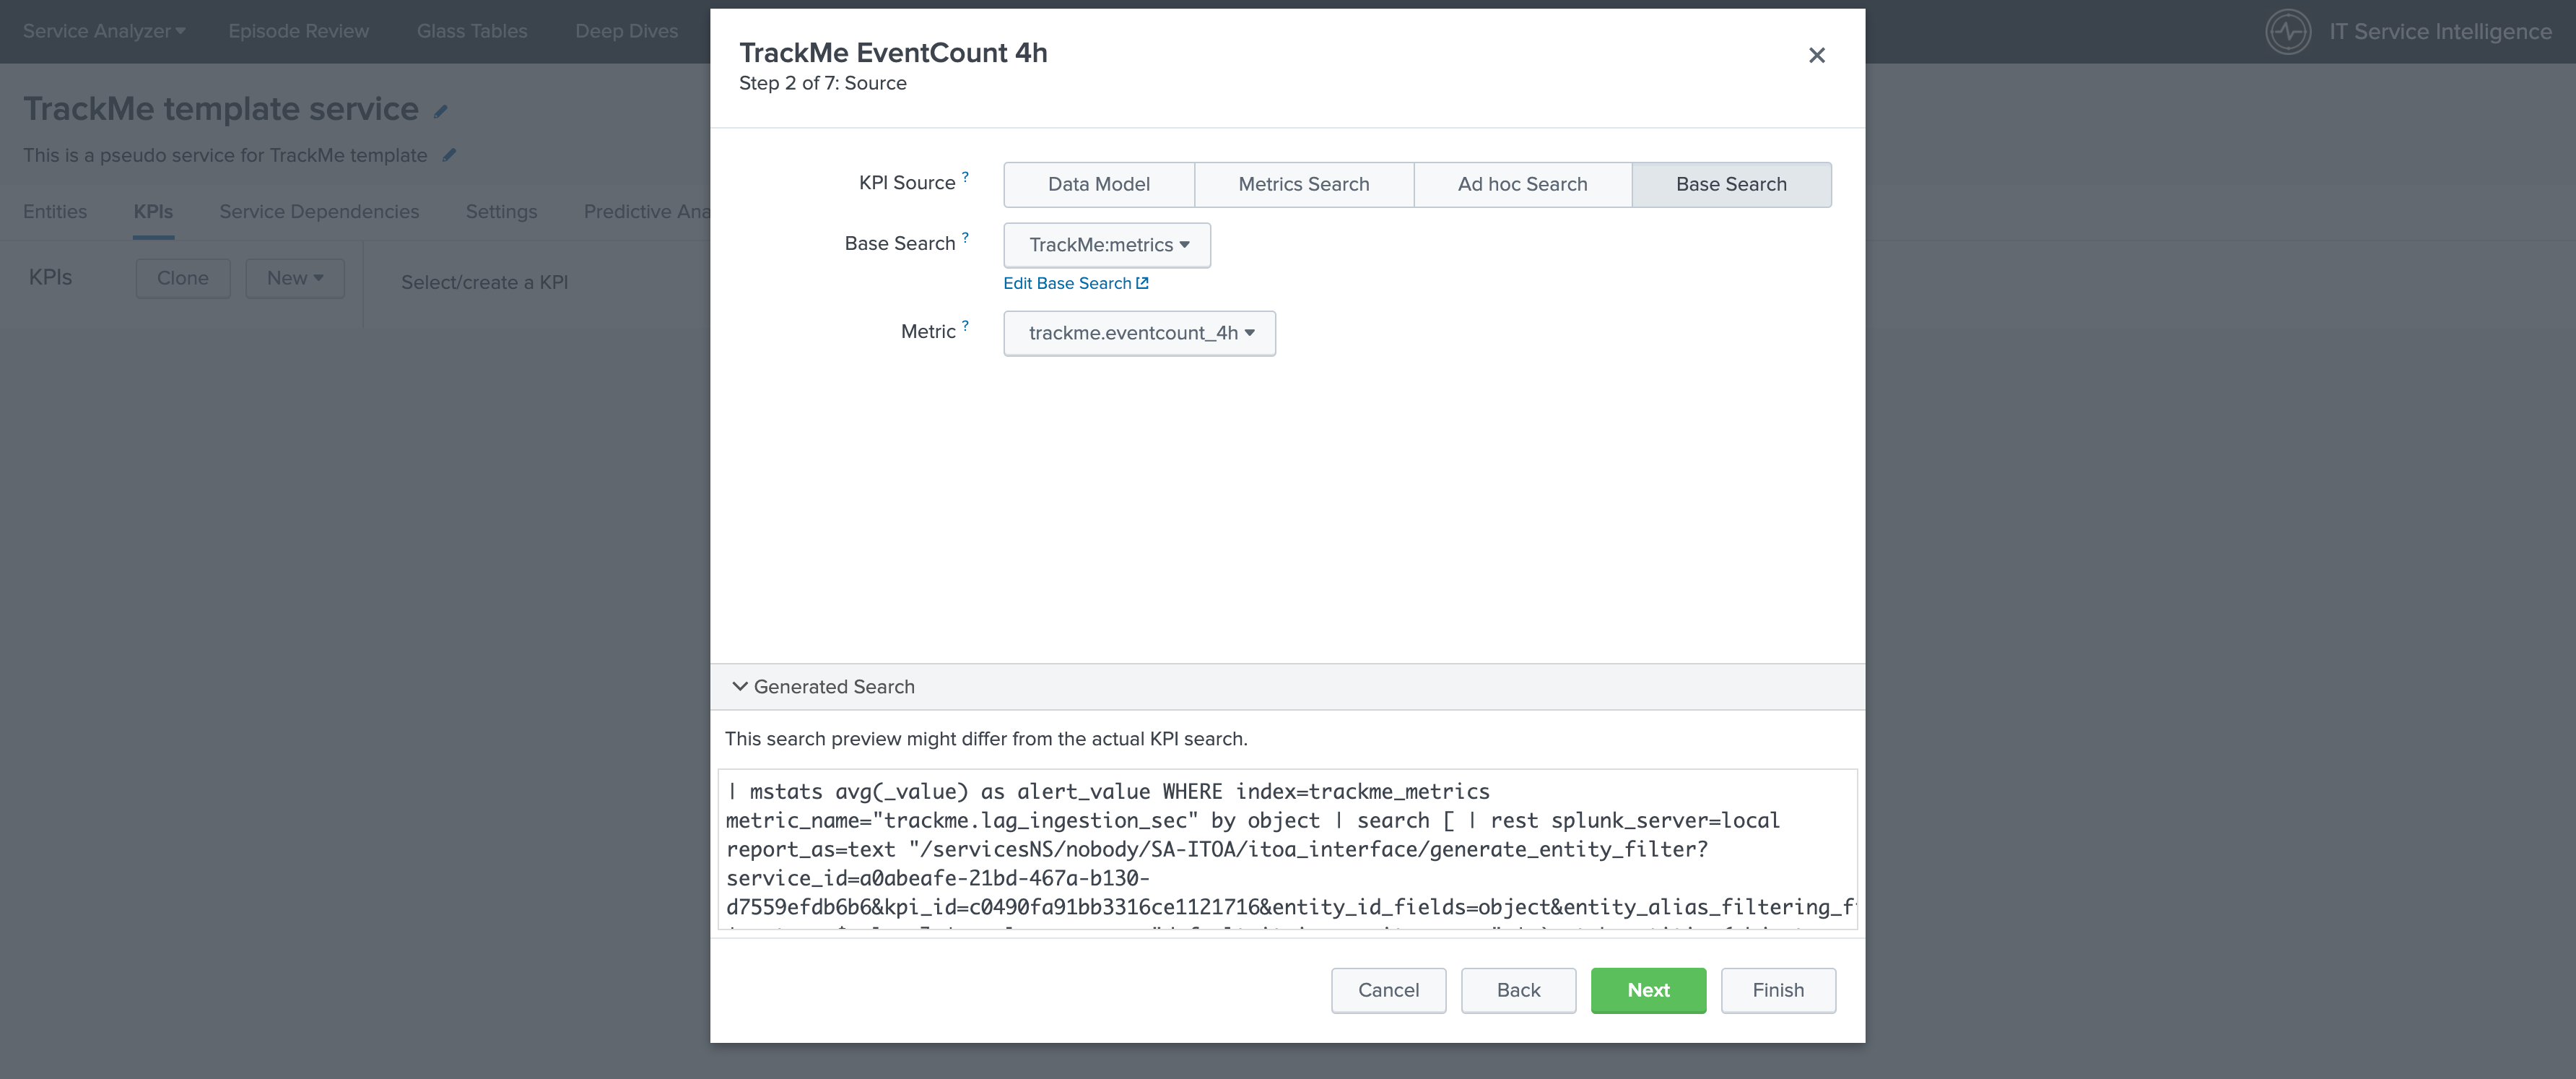 Service Analyzer Episode Review Glass Tables Deep Dives
IT Service Intelligence
TrackMe template service
This is a pseudo service for TrackMe template
Entities KPIs Service Dependencies Settings Predictive Ana
KPIs Clone New Select/create a KPI
TrackMe EventCount 4h
Step 2 of 7: Source
KPI Source ? Data Model Metrics Search Ad hoc Search Base Search
Base Search ? TrackMe:metrics
Edit Base Search
Metric ? trackme.eventcount_4h
Generated Search
This search preview might differ from the actual KPI search.
| mstats avg(_value) as alert_value WHERE index=trackme_metrics
metric_name="trackme.lag_ingestion_sec" by object | search [ | rest splunk_server=local
report_as=text "/servicesNS/nobody/SA-ITOA/itoa_interface/generate_entity_filter?
service_id=a0abeafe-21bd-467a-b130-
d7559efdb6b6&kpi_id=c0490fa91bb3316ce1121716&entity_id_fields=object&entity_alias_filtering_f
Cancel Back Next Finish